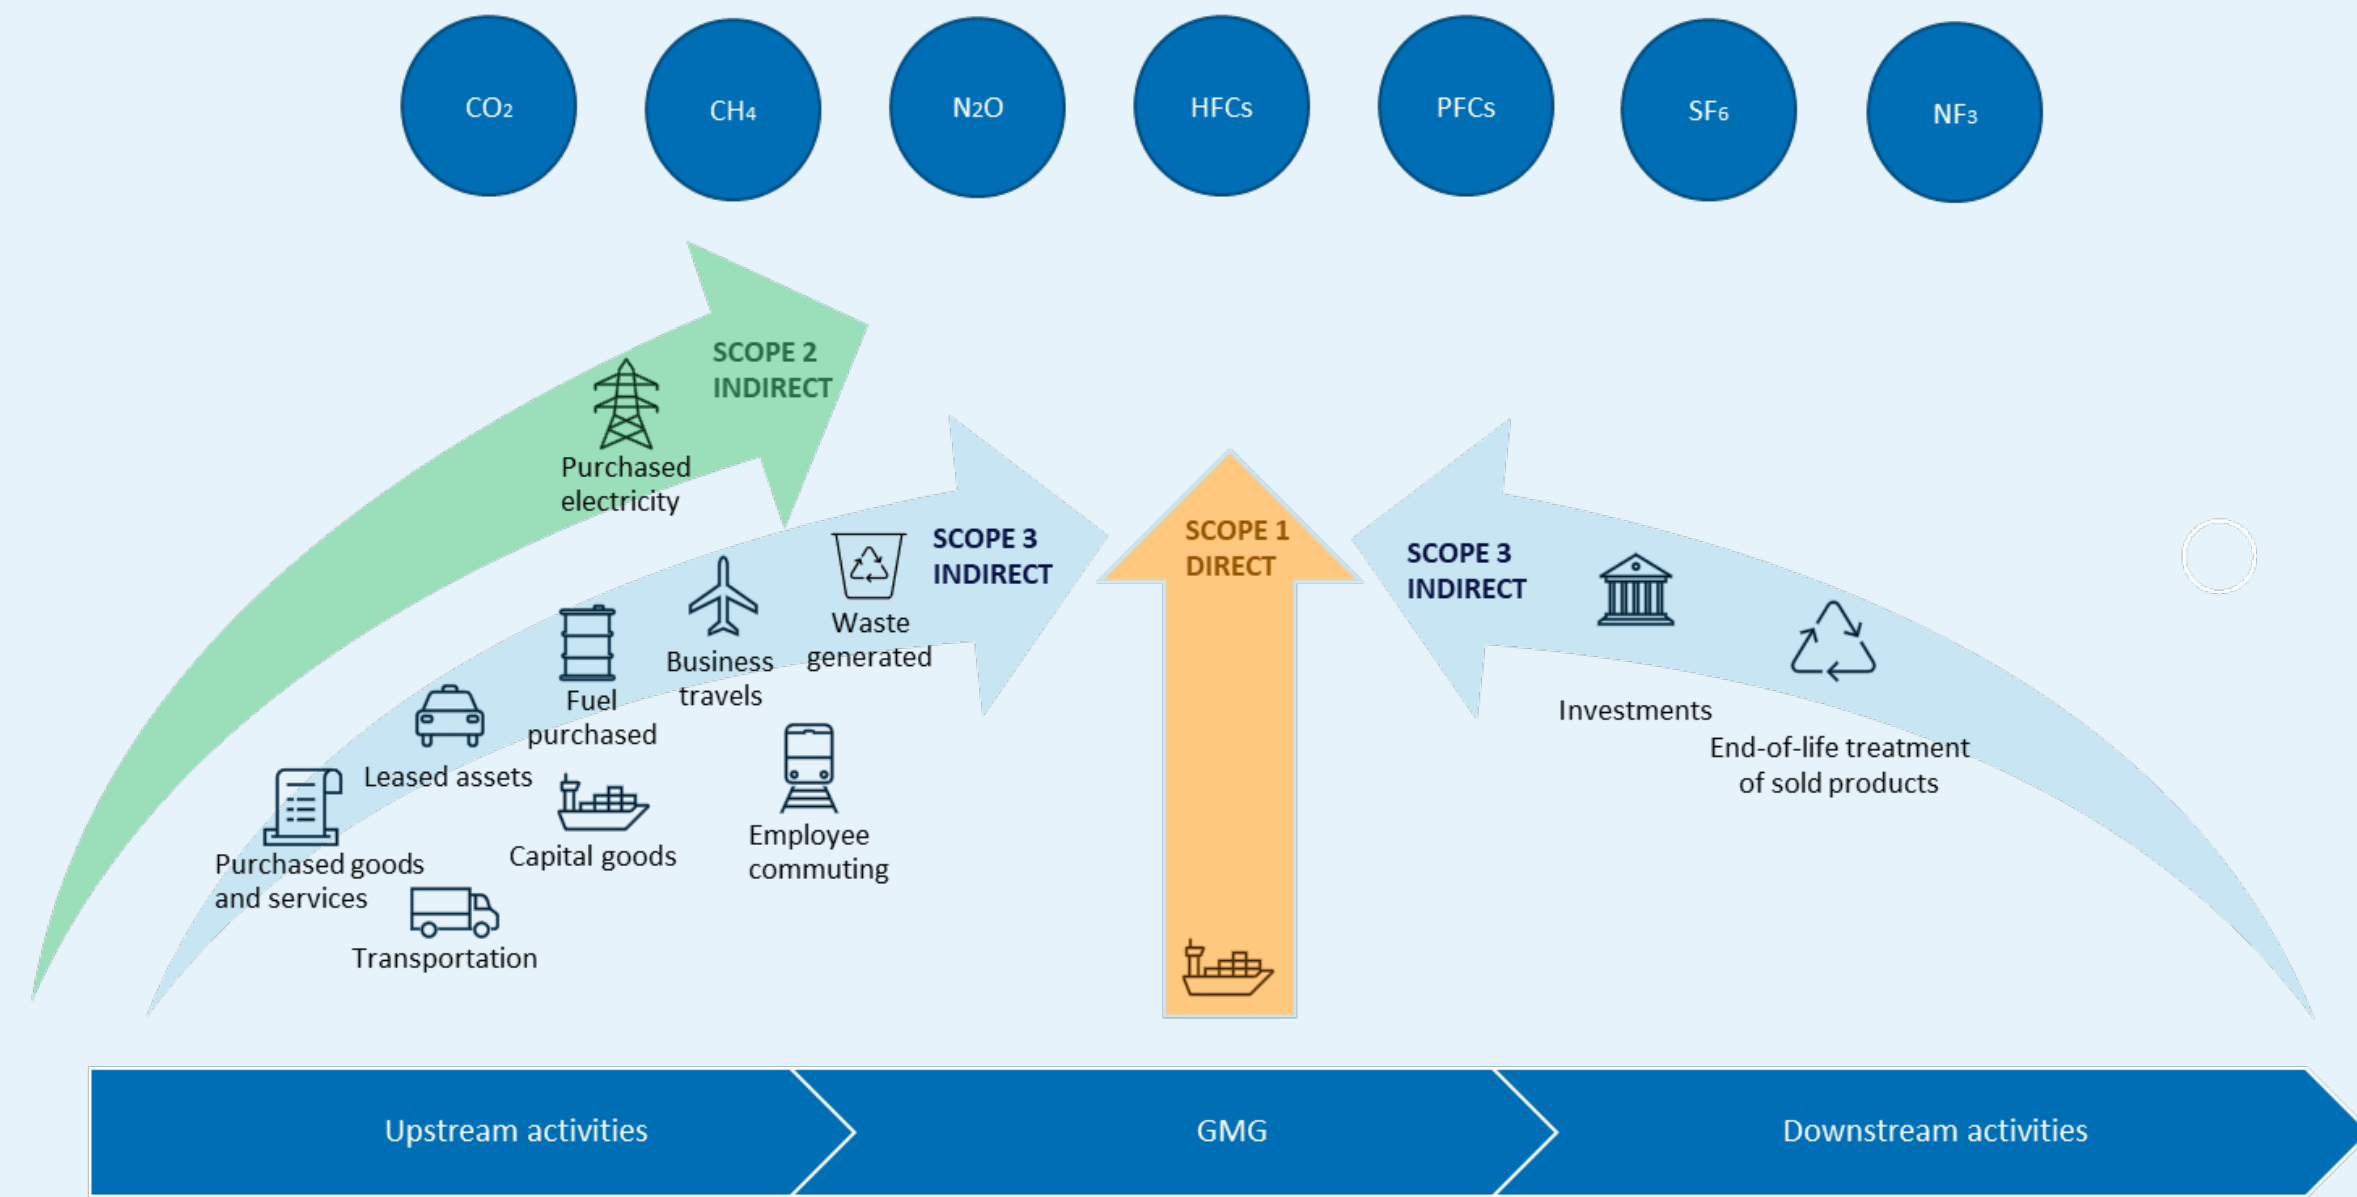 CO₂
CH₄
N₂O
HFCs
PFCs
SF₆
NF₃
SCOPE 2
INDIRECT
Purchased
electricity
SCOPE 3
INDIRECT
Waste
generated
Business
travels
Fuel
purchased
Leased assets
Purchased goods
and services
Capital goods
Employee
commuting
Transportation
SCOPE 1
DIRECT
SCOPE 3
INDIRECT
Investments
End-of-life treatment
of sold products
Upstream activities
GMG
Downstream activities